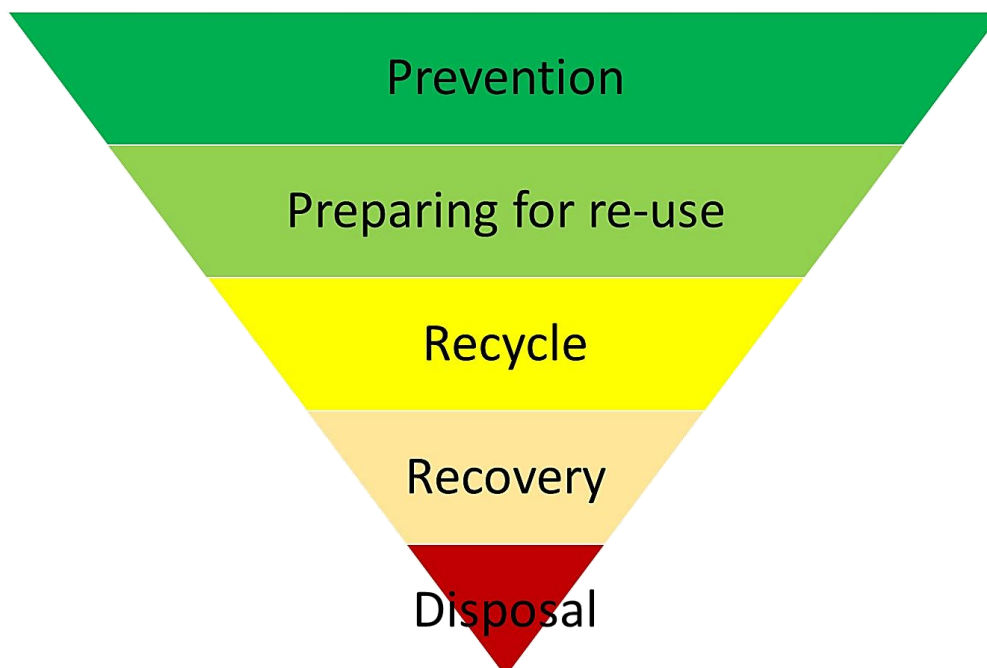 Prevention
Preparing for re-use
Recycle
Recovery
Disposal